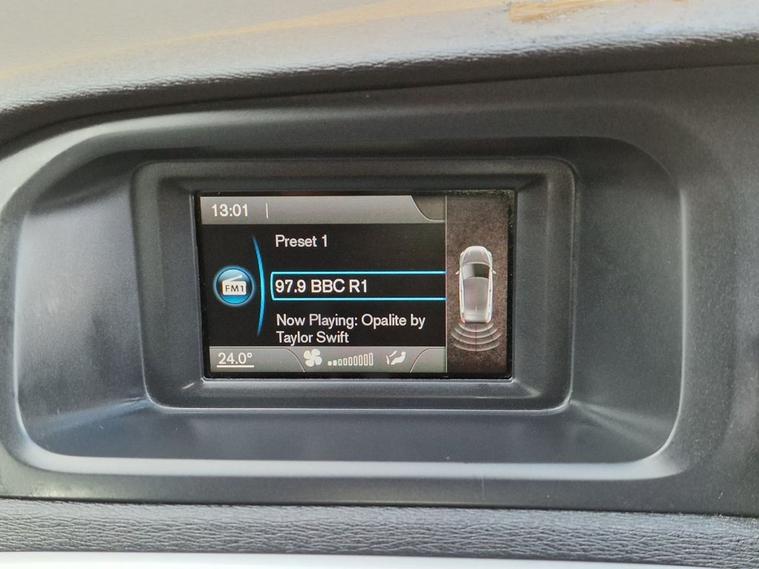 13:01
Preset 1
FM1
97.9 BBC R1
Now Playing: Opalite by
Taylor Swift
24.0°